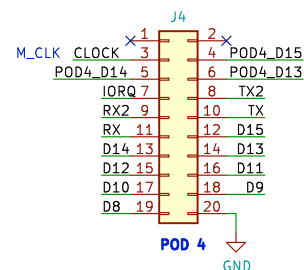 J4
1 2
M_CLK CLOCK 3 4 POD4_D15
POD4_D14 5 6 POD4_D13
IORQ 7 8 TX2
RX2 9 10 TX
RX 11 12 D15
D14 13 14 D13
D12 15 16 D11
D10 17 18 D9
D8 19 20
POD 4
GND